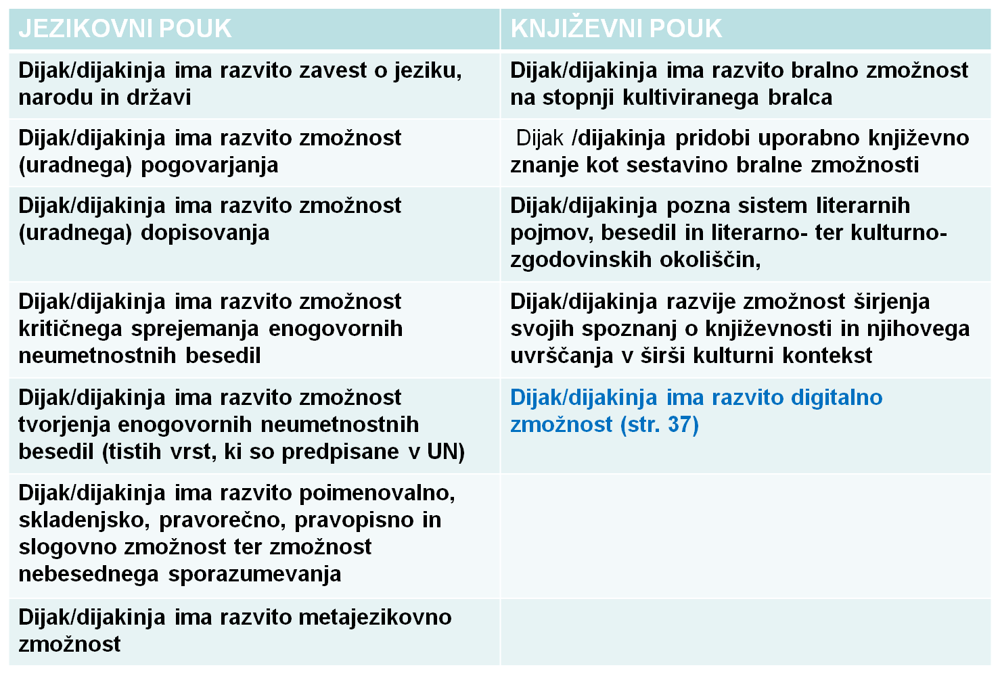 JEZIKOVNI POUK
KNJIŽEVNI POUK
Dijak/dijakinja ima razvito zavest o jeziku,
narodu in državi
Dijak/dijakinja ima razvito bralno zmožnost
na stopnji kultiviranega bralca
Dijak/dijakinja ima razvito zmožnost
(uradnega) pogovarjanja
Dijak /dijakinja pridobi uporabno književno
znanje kot sestavino bralne zmožnosti
Dijak/dijakinja ima razvito zmožnost
(uradnega) dopisovanja
Dijak/dijakinja pozna sistem literarnih
pojmov, besedil in literarno- ter kulturno-
zgodovinskih okoliščin,
Dijak/dijakinja ima razvito zmožnost
kritičnega sprejemanja enogovornih
neumetnostnih besedil
Dijak/dijakinja razvije zmožnost širjenja
svojih spoznanj o književnosti in njihovega
uvrščanja v širši kulturni kontekst
Dijak/dijakinja ima razvito zmožnost
tvorjenja enogovornih neumetnostnih
besedil (tistih vrst, ki so predpisane v UN)
Dijak/dijakinja ima razvito digitalno
zmožnost (str. 37)
Dijak/dijakinja ima razvito poimenovalno,
skladenjsko, pravorečno, pravopisno in
slogovno zmožnost ter zmožnost
nebesednega sporazumevanja
Dijak/dijakinja ima razvito metajezikovno
zmožnost